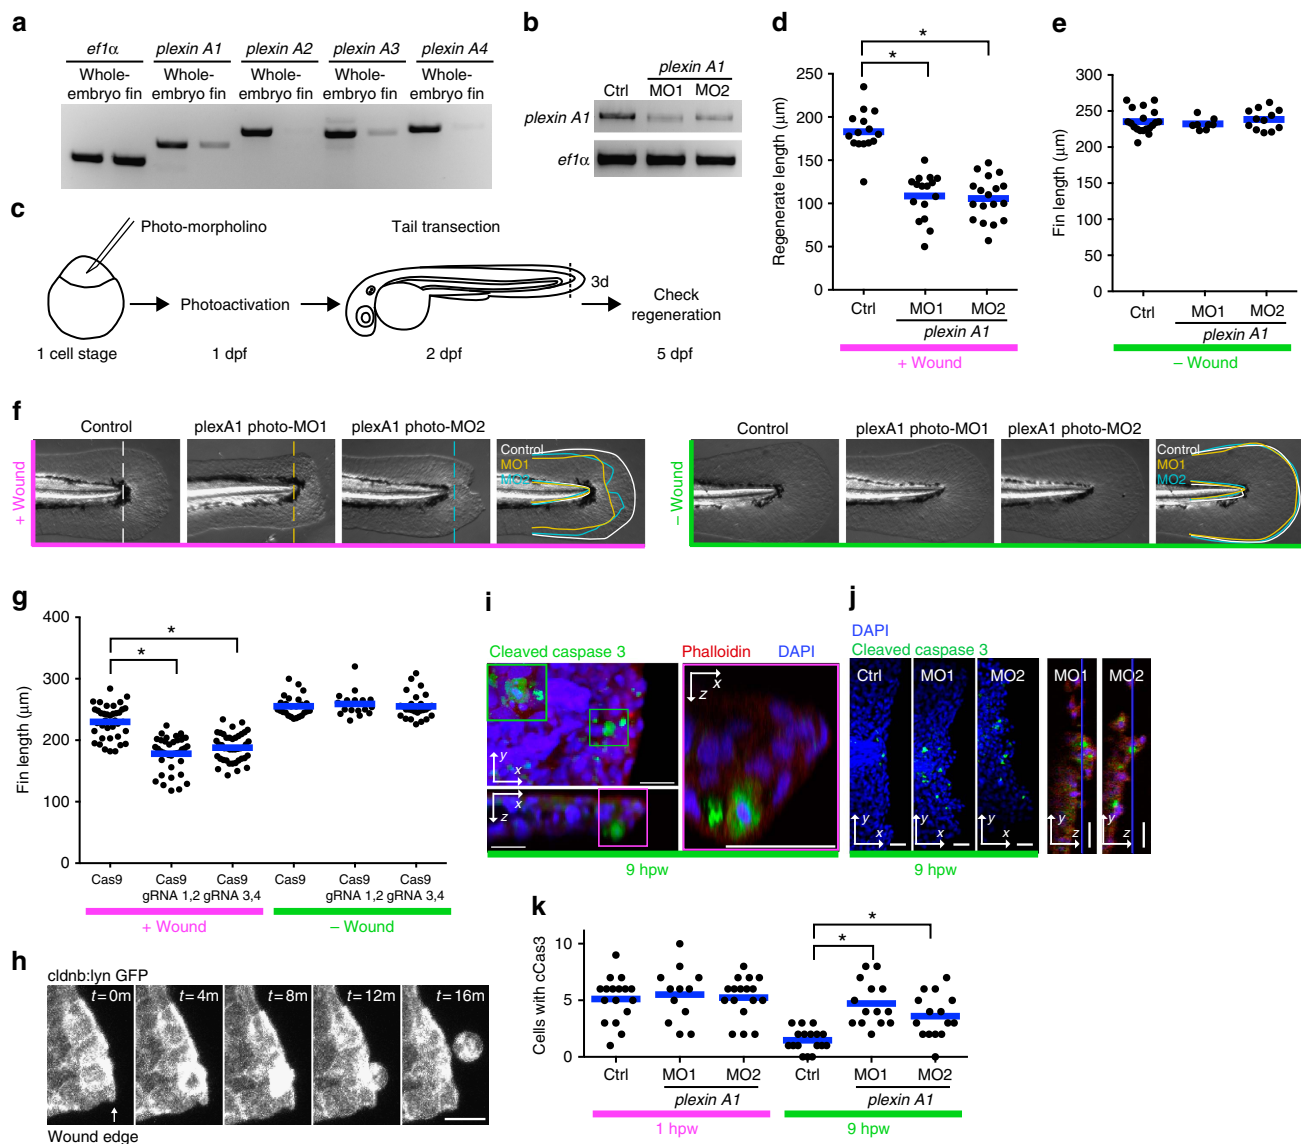 a
ef1α plexin A1 plexin A2 plexin A3 plexin A4
Whole- Whole- Whole- Whole- Whole-
embryo fin embryo fin embryo fin embryo fin embryo fin
b
plexin A1
Ctrl MO1 MO2
plexin A1
ef1α
c
Photo-morpholino
Tail transection
Photoactivation
3d
Check
regeneration
1 cell stage
1 dpf
2 dpf
5 dpf
d
*
*
Regenerate length (μm)
250
200
150
100
50
0
Ctrl MO1 MO2
plexin A1
+ Wound
e
Fin length (μm)
300
250
200
150
100
50
0
Ctrl MO1 MO2
plexin A1
– Wound
f
+ Wound
Control
plexA1 photo-MO1
plexA1 photo-MO2
Control
MO1
MO2
– Wound
Control
plexA1 photo-MO1
plexA1 photo-MO2
Control
MO1
MO2
g
*
*
Fin length (μm)
400
300
200
100
0
Cas9 Cas9 Cas9 Cas9 Cas9 Cas9
gRNA 1,2 gRNA 3,4 gRNA 1,2 gRNA 3,4
+ Wound
– Wound
h
cldnb:lyn GFP
t=0m
t=4m
t=8m
t=12m
t=16m
Wound edge
i
Cleaved caspase 3
Phalloidin
DAPI
y
x
x
z
x
z
9 hpw
j
DAPI
Cleaved caspase 3
Ctrl
MO1
MO2
MO1
MO2
y
x
y
x
y
x
y
z
y
z
9 hpw
k
*
*
Cells with cCas3
10
5
0
Ctrl MO1 MO2 Ctrl MO1 MO2
plexin A1
plexin A1
1 hpw
9 hpw